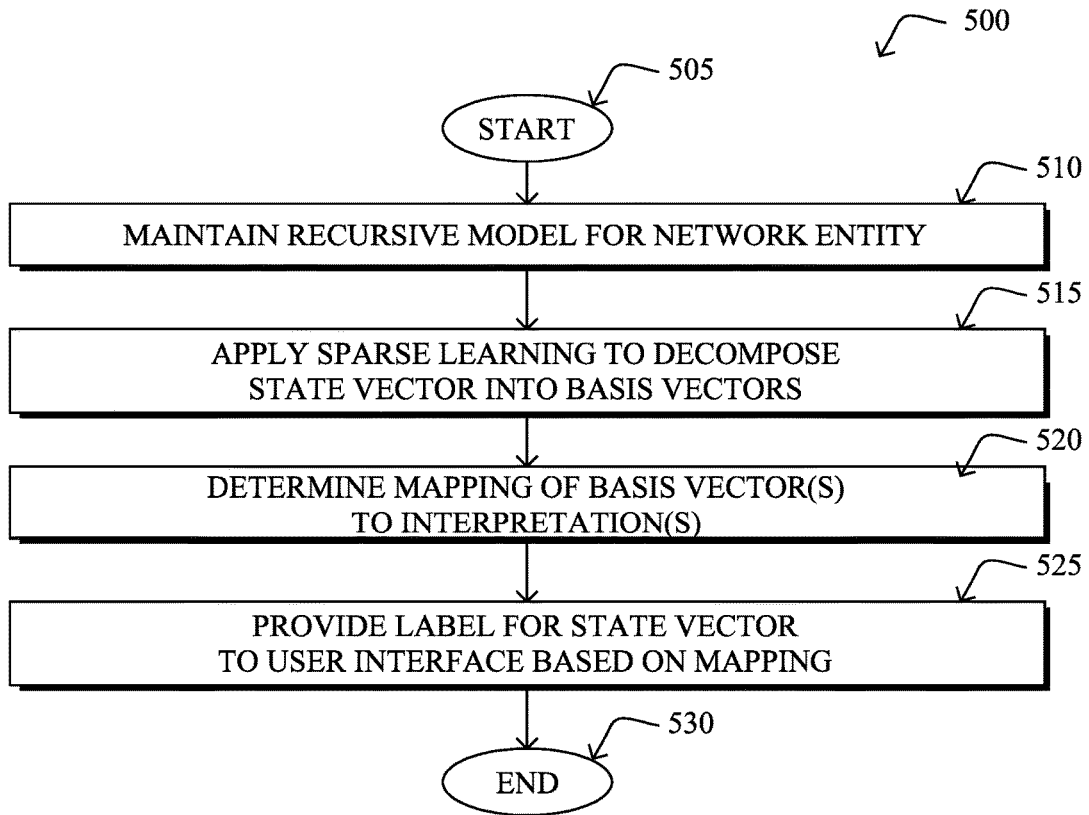 500
505
START
510
MAINTAIN RECURSIVE MODEL FOR NETWORK ENTITY
515
APPLY SPARSE LEARNING TO DECOMPOSE
STATE VECTOR INTO BASIS VECTORS
520
DETERMINE MAPPING OF BASIS VECTOR(S)
TO INTERPRETATION(S)
525
PROVIDE LABEL FOR STATE VECTOR
TO USER INTERFACE BASED ON MAPPING
530
END